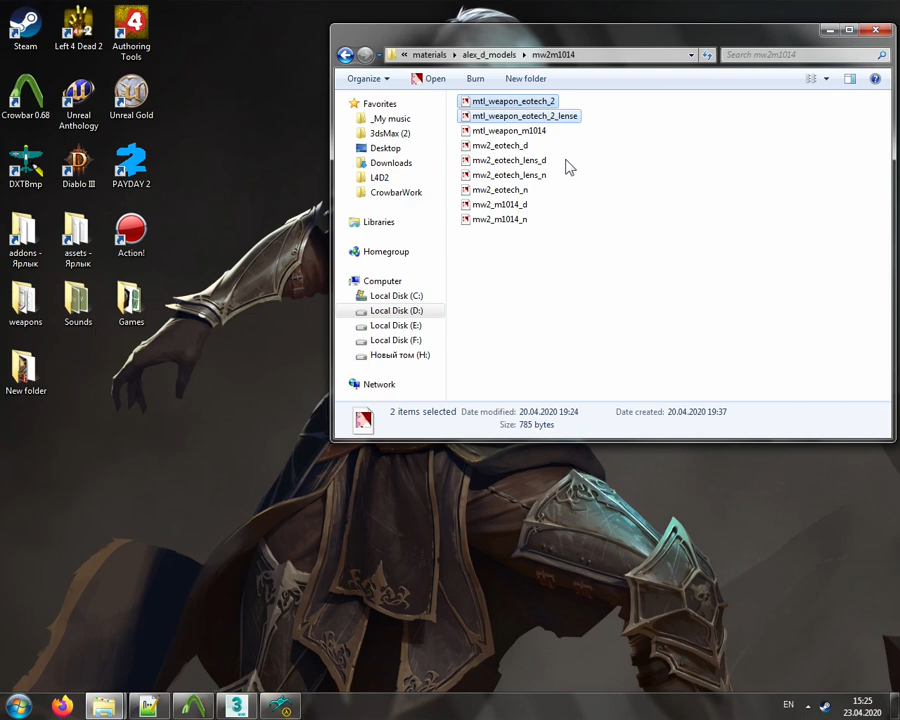 Steam
Left 4 Dead 2
Authoring
Tools
Crowbar 0.68
Unreal
Anthology
Unreal Gold
DXTBmp
Diablo III
PAYDAY 2
addons -
Ярлык
assets -
Ярлык
Action!
weapons
Sounds
Games
New folder
« materials ▸ alex_d_models ▸ mw2m1014
Search mw2m1014
Organize
Open
Burn
New folder
Favorites
_My music
3dsMax (2)
Desktop
Downloads
L4D2
CrowbarWork
Libraries
Homegroup
Computer
Local Disk (C:)
Local Disk (D:)
Local Disk (E:)
Local Disk (F:)
Новый том (H:)
Network
mtl_weapon_eotech_2
mtl_weapon_eotech_2_lense
mtl_weapon_m1014
mw2_eotech_d
mw2_eotech_lens_d
mw2_eotech_lens_n
mw2_eotech_n
mw2_m1014_d
mw2_m1014_n
2 items selected Date modified: 20.04.2020 19:24 Date created: 20.04.2020 19:37
Size: 785 bytes
EN
15:25
23.04.2020